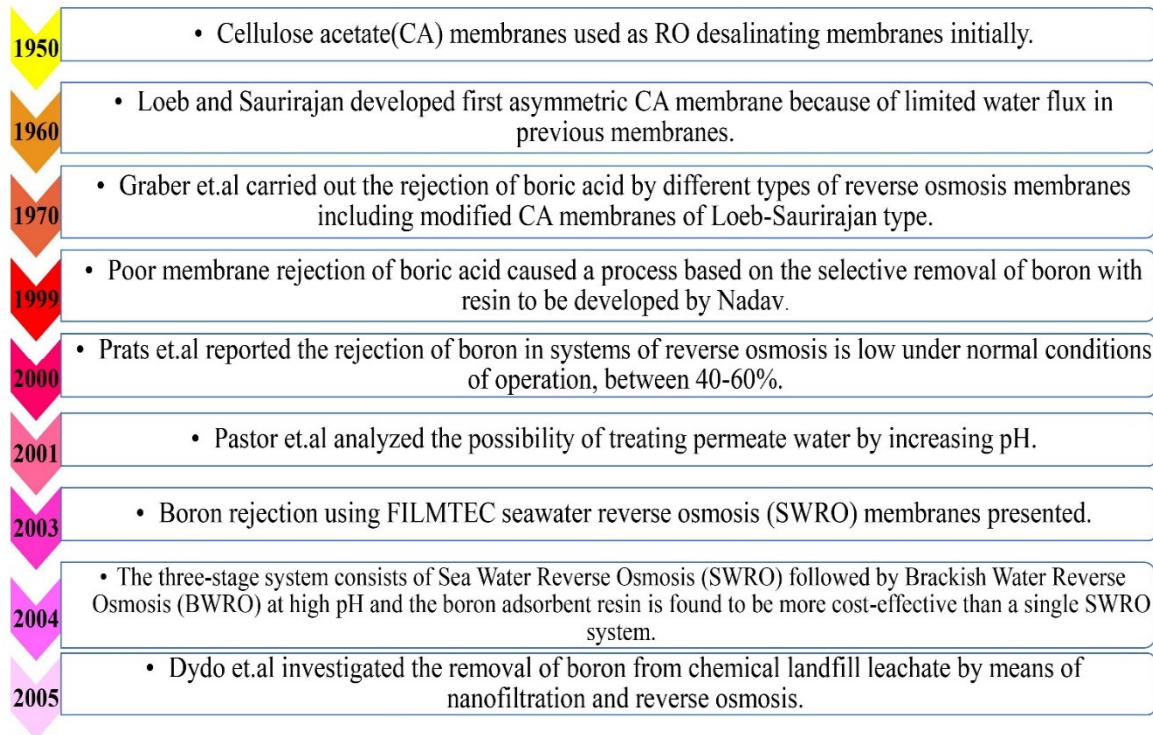 1950
• Cellulose acetate(CA) membranes used as RO desalinating membranes initially.
1960
• Loeb and Saurirajan developed first asymmetric CA membrane because of limited water flux in
previous membranes.
1970
• Graber et.al carried out the rejection of boric acid by different types of reverse osmosis membranes
including modified CA membranes of Loeb-Saurirajan type.
1999
• Poor membrane rejection of boric acid caused a process based on the selective removal of boron with
resin to be developed by Nadav.
2000
• Prats et.al reported the rejection of boron in systems of reverse osmosis is low under normal conditions
of operation, between 40-60%.
2001
• Pastor et.al analyzed the possibility of treating permeate water by increasing pH.
2003
• Boron rejection using FILMTEC seawater reverse osmosis (SWRO) membranes presented.
2004
• The three-stage system consists of Sea Water Reverse Osmosis (SWRO) followed by Brackish Water Reverse
Osmosis (BWRO) at high pH and the boron adsorbent resin is found to be more cost-effective than a single SWRO
system.
2005
• Dydo et.al investigated the removal of boron from chemical landfill leachate by means of
nanofiltration and reverse osmosis.